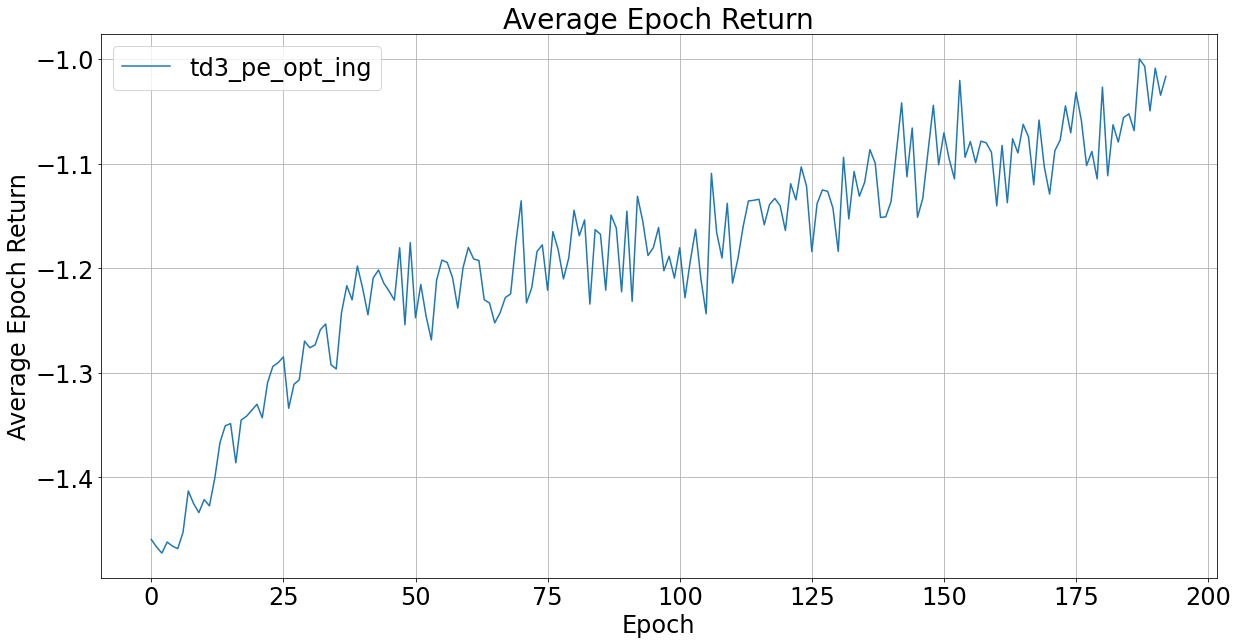 Average Epoch Return
td3_pe_opt_ing
Average Epoch Return
−1.0
−1.1
−1.2
−1.3
−1.4
0 25 50 75 100 125 150 175 200
Epoch